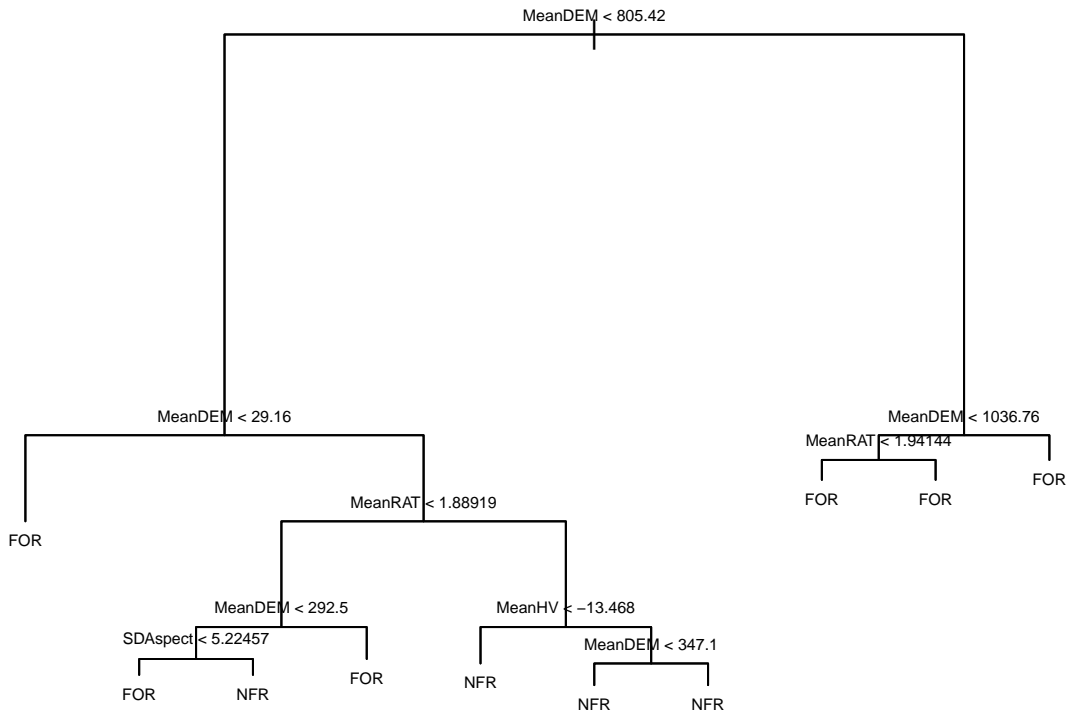 MeanDEM < 805.42
MeanDEM < 29.16
MeanDEM < 1036.76
MeanRAT < 1.94144
FOR
FOR
FOR
MeanRAT < 1.88919
FOR
MeanDEM < 292.5
MeanHV < −13.468
SDAspect < 5.22457
MeanDEM < 347.1
FOR
NFR
FOR
NFR
NFR
NFR